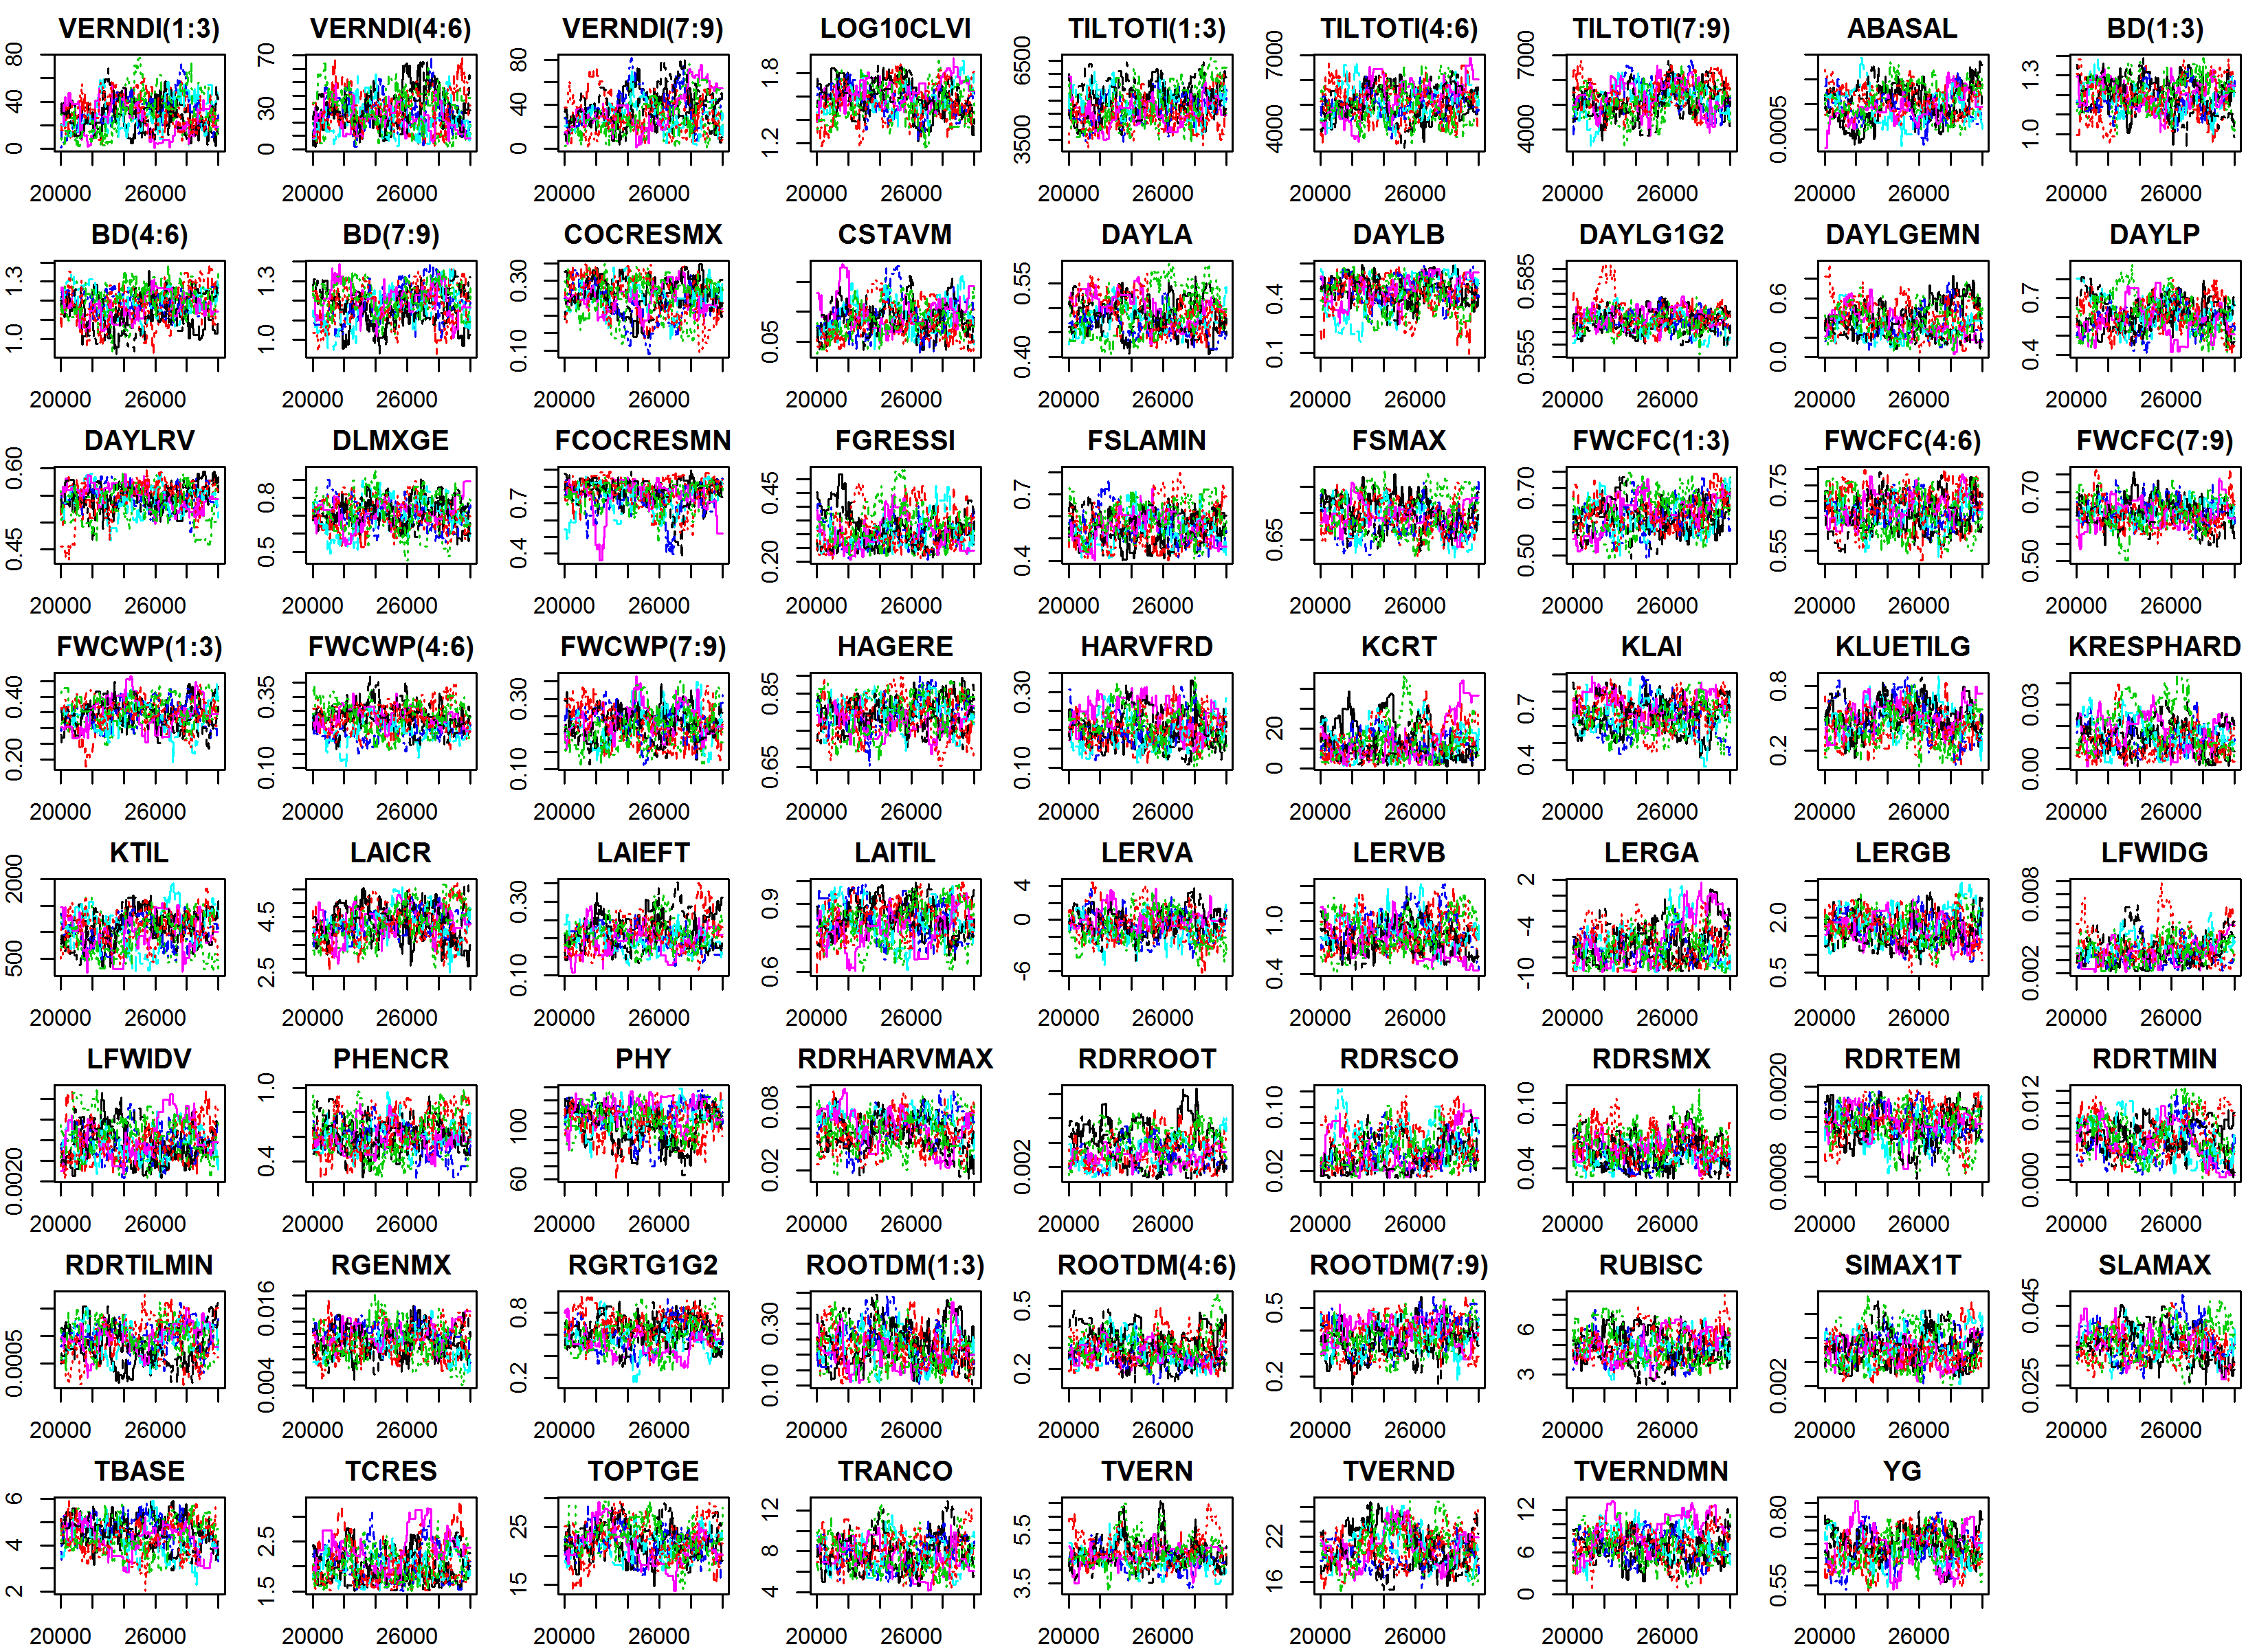 VERNDI(1:3) VERNDI(4:6) VERNDI(7:9) LOG10CLVI TILTOTI(1:3) TILTOTI(4:6) TILTOTI(7:9) ABASAL BD(1:3)
0 40 80 0 30 70 0 40 80 1.2 1.8 3500 6500 4000 7000 4000 7000 0.0005 1.0 1.3
20000 26000 20000 26000 20000 26000 20000 26000 20000 26000 20000 26000 20000 26000 20000 26000 20000 26000
BD(4:6) BD(7:9) COCRESMX CSTAVM DAYLA DAYLB DAYLG1G2 DAYLGEMN DAYLP
1.0 1.3 1.0 1.3 0.10 0.30 0.05 0.40 0.55 0.1 0.4 0.555 0.585 0.0 0.6 0.4 0.7
20000 26000 20000 26000 20000 26000 20000 26000 20000 26000 20000 26000 20000 26000 20000 26000 20000 26000
DAYLRV DLMXGE FCOCRESMN FGRESSI FSLAMIN FSMAX FWCFC(1:3) FWCFC(4:6) FWCFC(7:9)
0.45 0.60 0.5 0.8 0.4 0.7 0.20 0.45 0.4 0.7 0.65 0.50 0.70 0.55 0.75 0.50 0.70
20000 26000 20000 26000 20000 26000 20000 26000 20000 26000 20000 26000 20000 26000 20000 26000 20000 26000
FWCWP(1:3) FWCWP(4:6) FWCWP(7:9) HAGERE HARVFRD KCRT KLAI KLUETILG KRESPHARD
0.20 0.40 0.10 0.35 0.10 0.30 0.65 0.85 0.10 0.30 0 20 0.4 0.7 0.2 0.8 0.00 0.03
20000 26000 20000 26000 20000 26000 20000 26000 20000 26000 20000 26000 20000 26000 20000 26000 20000 26000
KTIL LAICR LAIEFT LAITIL LERVA LERVB LERGA LERGB LFWIDG
500 2000 2.5 4.5 0.10 0.30 0.6 0.9 -6 0 4 0.4 1.0 -10 -4 2 0.5 2.0 0.002 0.008
20000 26000 20000 26000 20000 26000 20000 26000 20000 26000 20000 26000 20000 26000 20000 26000 20000 26000
LFWIDV PHENCR PHY RDRHARVMAX RDRROOT RDRSCO RDRSMX RDRTEM RDRTMIN
0.0020 0.4 1.0 60 100 0.02 0.08 0.002 0.02 0.10 0.04 0.10 0.0008 0.0020 0.000 0.012
20000 26000 20000 26000 20000 26000 20000 26000 20000 26000 20000 26000 20000 26000 20000 26000 20000 26000
RDRTILMIN RGENMX RGRTG1G2 ROOTDM(1:3) ROOTDM(4:6) ROOTDM(7:9) RUBISC SIMAX1T SLAMAX
0.0005 0.004 0.016 0.2 0.8 0.10 0.30 0.2 0.5 0.2 0.5 3 6 0.002 0.025 0.045
20000 26000 20000 26000 20000 26000 20000 26000 20000 26000 20000 26000 20000 26000 20000 26000 20000 26000
TBASE TCRES TOPTGE TRANCO TVERN TVERND TVERNDMN YG
2 4 6 1.5 2.5 15 25 4 8 12 3.5 5.5 16 22 0 6 12 0.55 0.80
20000 26000 20000 26000 20000 26000 20000 26000 20000 26000 20000 26000 20000 26000 20000 26000